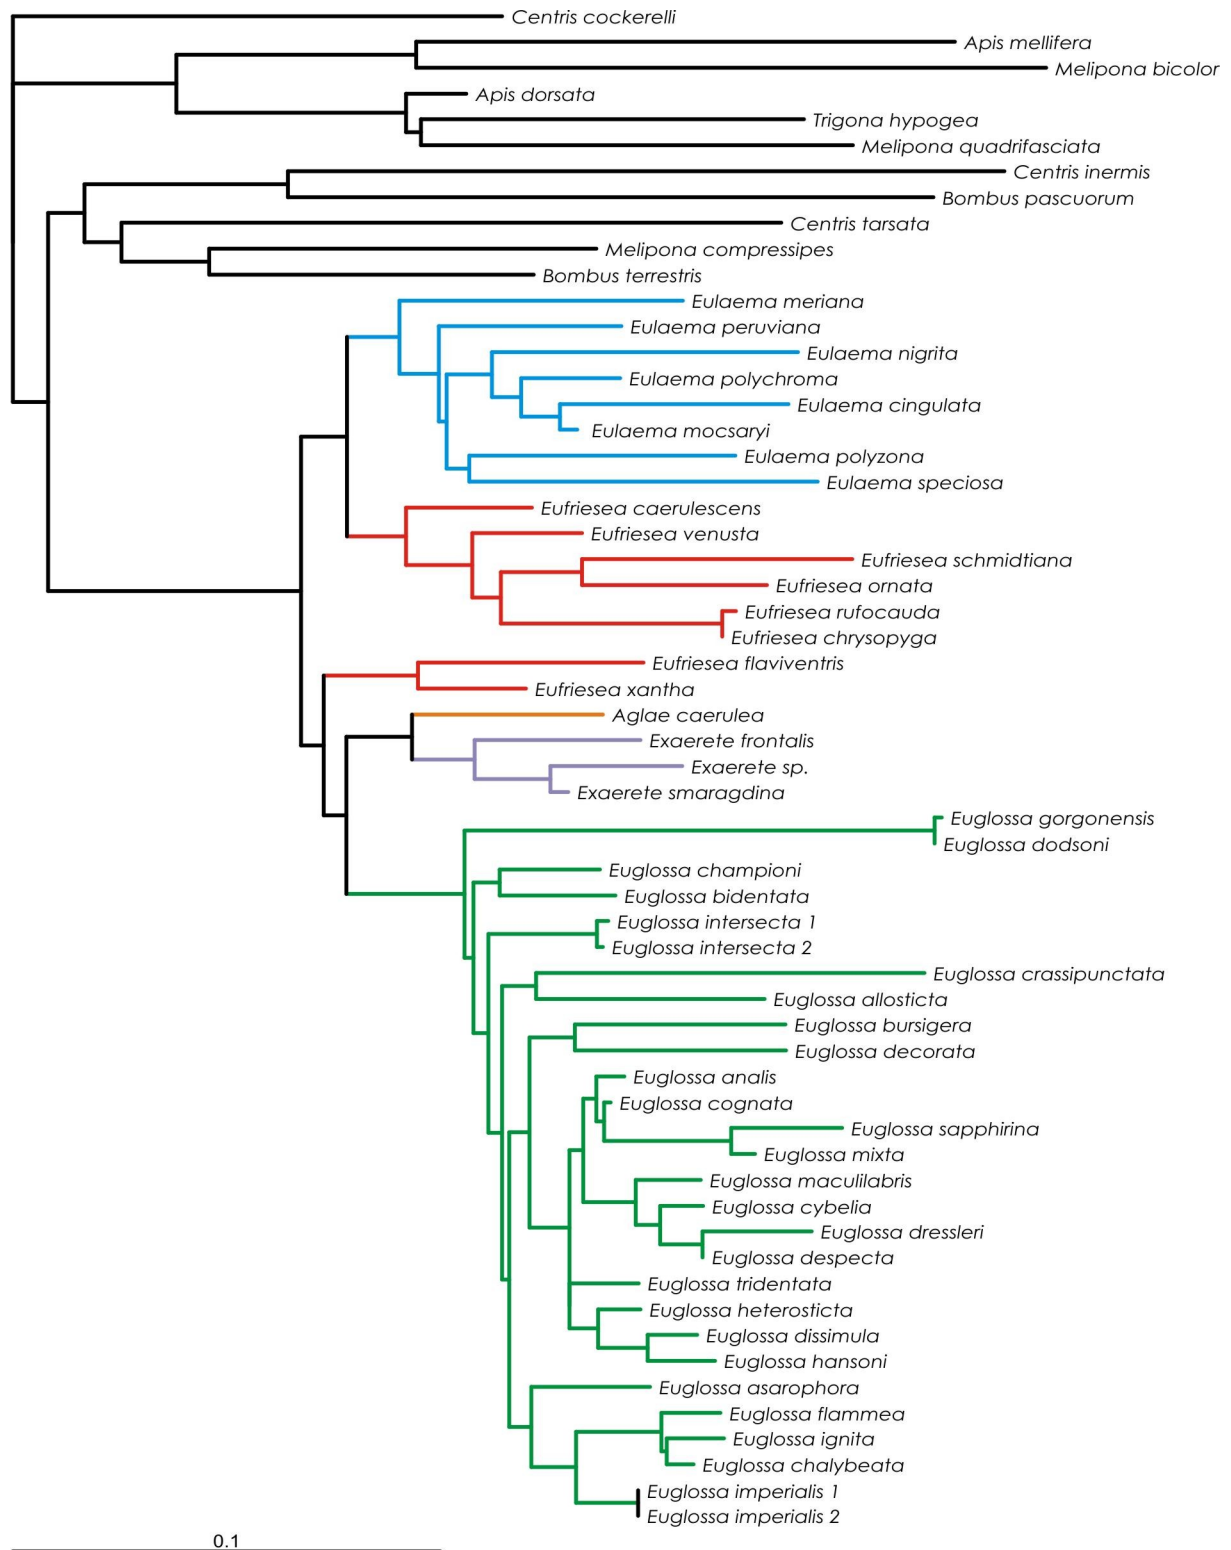 Centris cockerelli
Apis mellifera
Melipona bicolor
Apis dorsata
Trigona hypogea
Melipona quadrifasciata
Centris inermis
Bombus pascuorum
Centris tarsata
Melipona compressipes
Bombus terrestris
Eulaema meriana
Eulaema peruviana
Eulaema nigrita
Eulaema polychroma
Eulaema cingulata
Eulaema mocsaryi
Eulaema polyzona
Eulaema speciosa
Eufriesea caerulescens
Eufriesea venusta
Eufriesea schmidtiana
Eufriesea ornata
Eufriesea rufocauda
Eufriesea chrysopyga
Eufriesea flaviventris
Eufriesea xantha
Aglae caerulea
Exaerete frontalis
Exaerete sp.
Exaerete smaragdina
Euglossa gorgonensis
Euglossa dodsoni
Euglossa championi
Euglossa bidentata
Euglossa intersecta 1
Euglossa intersecta 2
Euglossa crassipunctata
Euglossa allosticta
Euglossa bursigera
Euglossa decorata
Euglossa analis
Euglossa cognata
Euglossa sapphirina
Euglossa mixta
Euglossa maculilabris
Euglossa cybelia
Euglossa dressleri
Euglossa despecta
Euglossa tridentata
Euglossa heterosticta
Euglossa dissimula
Euglossa hansoni
Euglossa asarophora
Euglossa flammea
Euglossa ignita
Euglossa chalybeata
Euglossa imperialis 1
Euglossa imperialis 2
0.1